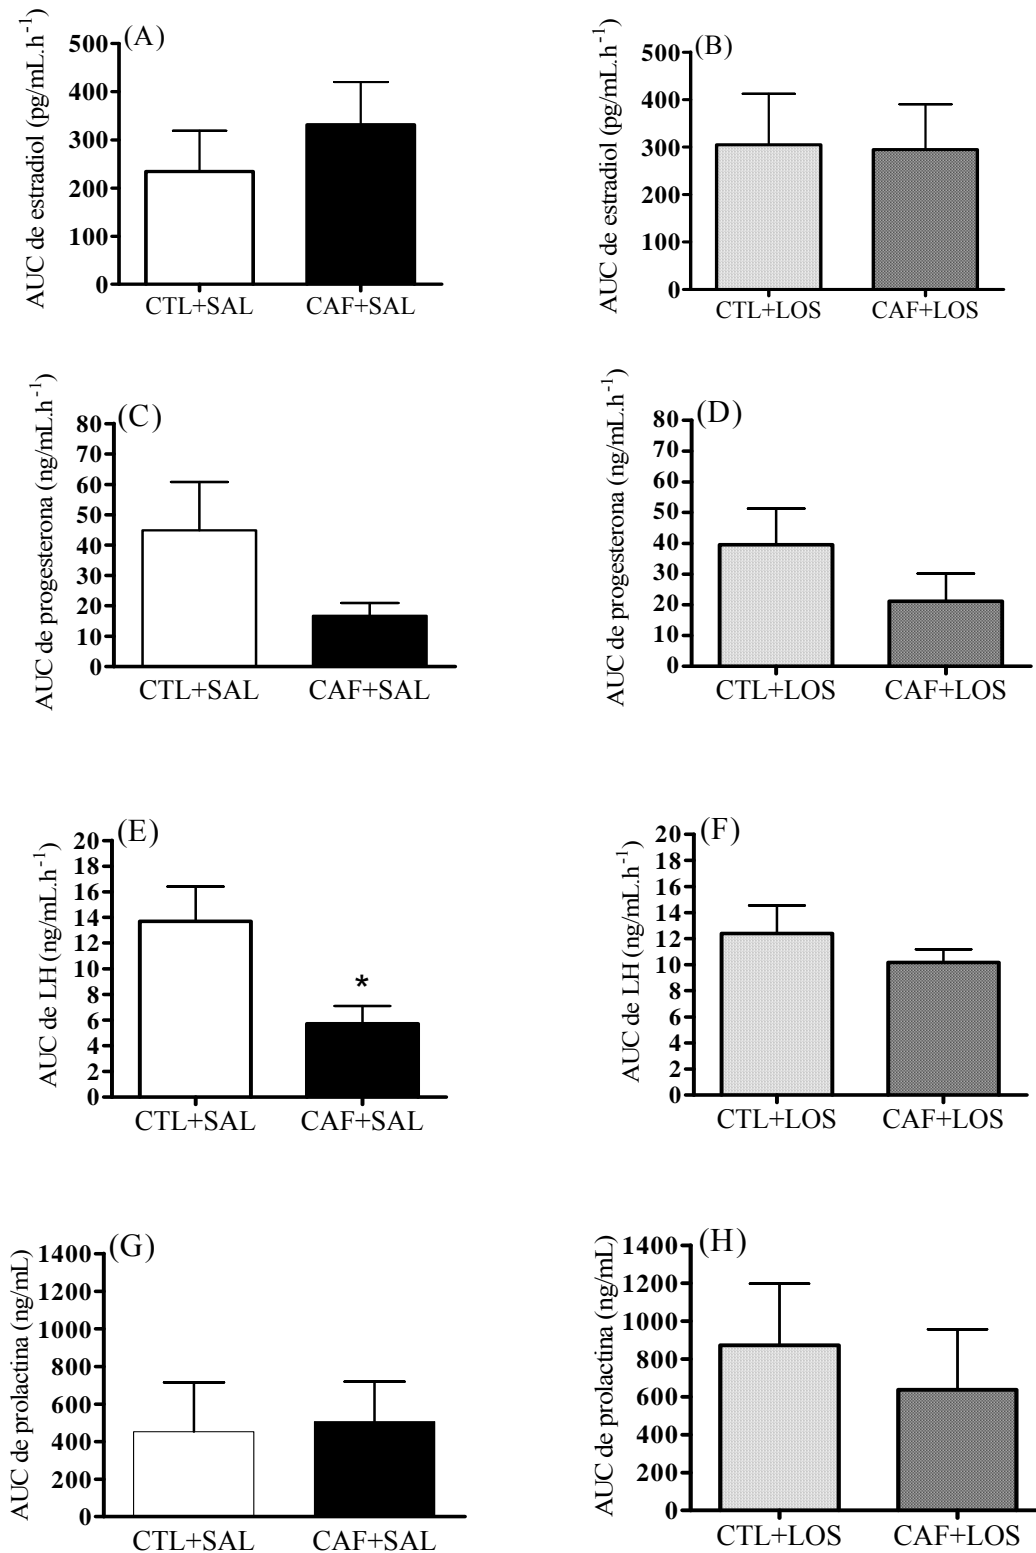 (A)
AUC de estradiol (pg/mL.h⁻¹)
500
400
300
200
100
0
CTL+SAL CAF+SAL
(B)
AUC de estradiol (pg/mL.h⁻¹)
500
400
300
200
100
0
CTL+LOS CAF+LOS
(C)
AUC de progesterona (ng/mL.h⁻¹)
80
70
60
50
40
30
20
10
0
CTL+SAL CAF+SAL
(D)
AUC de progesterona (ng/mL.h⁻¹)
80
70
60
50
40
30
20
10
0
CTL+LOS CAF+LOS
(E)
AUC de LH (ng/mL.h⁻¹)
20
18
16
14
12
10
8
6
4
2
0
*
CTL+SAL CAF+SAL
(F)
AUC de LH (ng/mL.h⁻¹)
20
18
16
14
12
10
8
6
4
2
0
CTL+LOS CAF+LOS
(G)
AUC de prolactina (ng/mL)
1400
1200
1000
800
600
400
200
0
CTL+SAL CAF+SAL
(H)
AUC de prolactina (ng/mL)
1400
1200
1000
800
600
400
200
0
CTL+LOS CAF+LOS